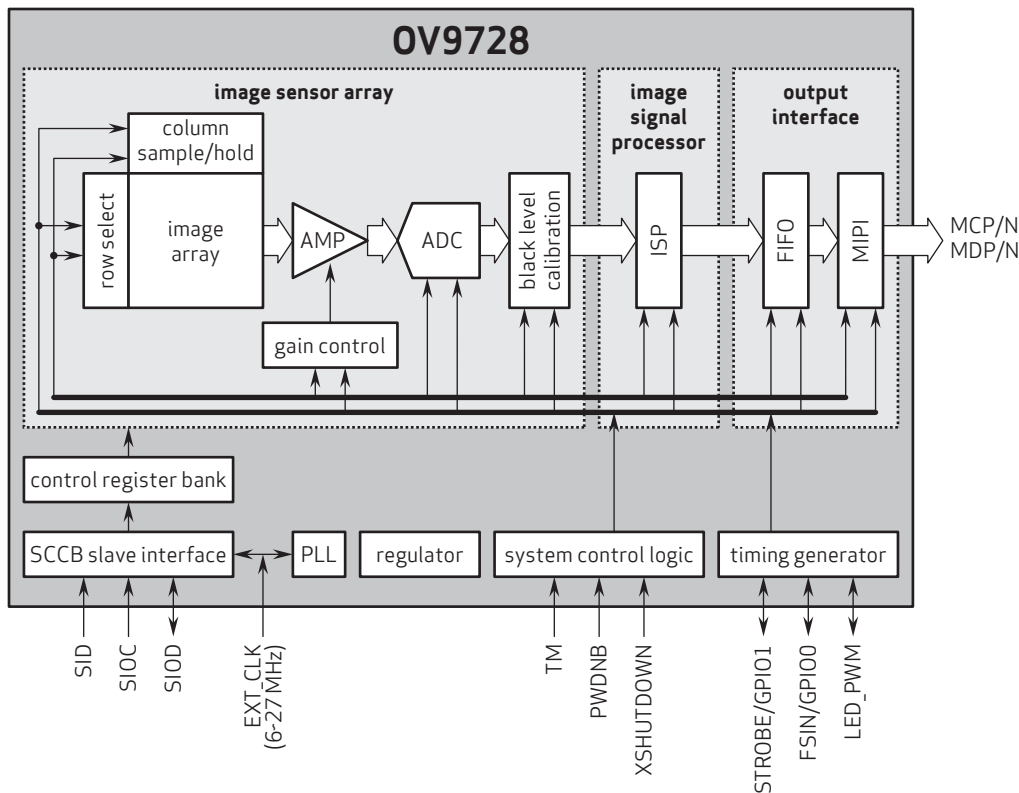 OV9728
image sensor array
image
signal
processor
output
interface
column
sample/hold
row select
image
array
AMP
ADC
black level
calibration
ISP
FIFO
MIPI
MCP/N
MDP/N
gain control
control register bank
SCCB slave interface
PLL
regulator
system control logic
timing generator
SID
SIOC
SIOD
EXT_CLK
(6-27 MHz)
TM
PWDNB
XSHUTDOWN
STROBE/GPIO1
FSIN/GPIO0
LED_PWM